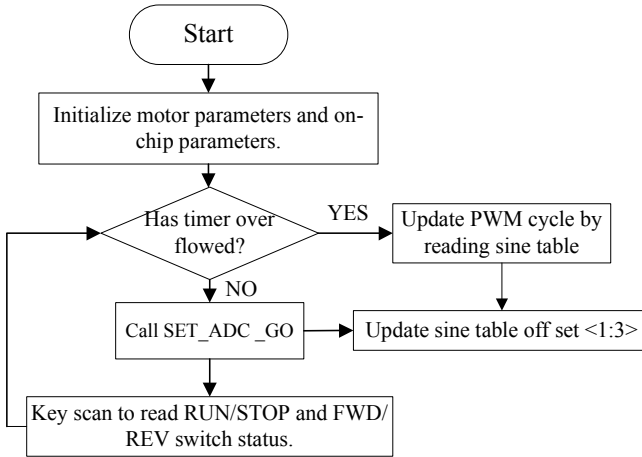 Start
Initialize motor parameters and on-
chip parameters.
Has timer over
flowed?
YES
Update PWM cycle by
reading sine table
NO
Call SET_ADC _GO
Update sine table off set <1:3>
Key scan to read RUN/STOP and FWD/
REV switch status.